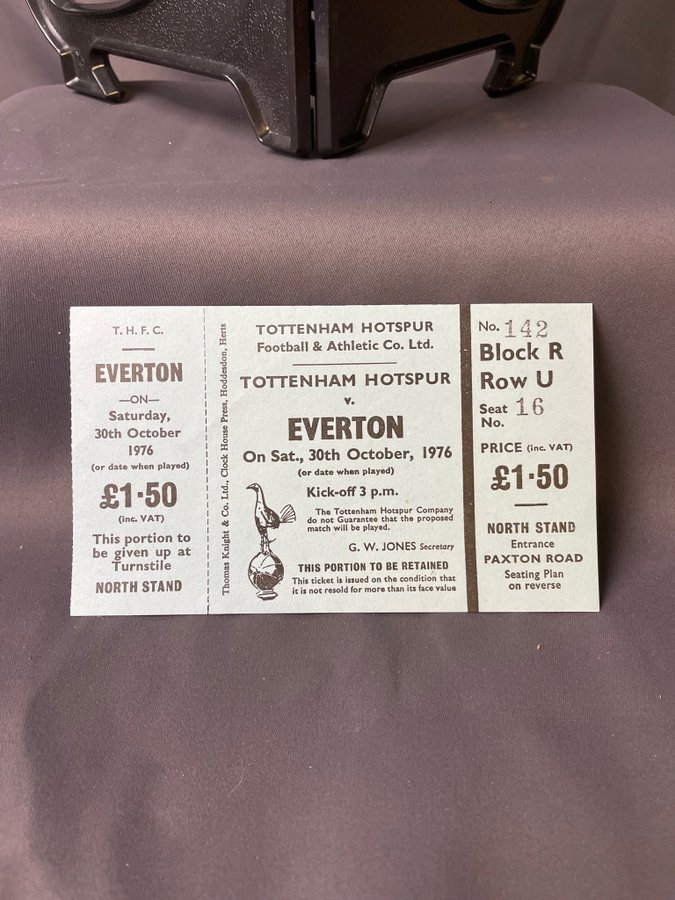 T. H. F. C.
EVERTON
—ON—
Saturday,
30th October
1976
(or date when played)
£1·50
(inc. VAT)
This portion to
be given up at
Turnstile
NORTH STAND
Thomas Knight & Co. Ltd., Clock House Press, Hoddesdon, Herts
TOTTENHAM HOTSPUR
Football & Athletic Co. Ltd.
TOTTENHAM HOTSPUR
v.
EVERTON
On Sat., 30th October, 1976
(or date when played)
Kick-off 3 p.m.
The Tottenham Hotspur Company
do not Guarantee that the proposed
match will be played.
G. W. JONES Secretary
THIS PORTION TO BE RETAINED
This ticket is issued on the condition that
it is not resold for more than its face value
No. 142
Block R
Row U
Seat No. 16
PRICE (inc. VAT)
£1·50
NORTH STAND
Entrance
PAXTON ROAD
Seating Plan
on reverse